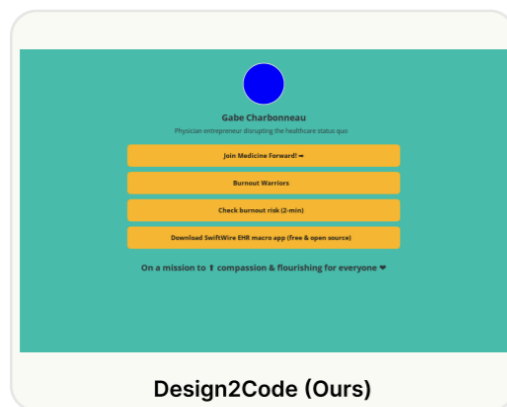 Gabe Charbonneau
Physician entrepreneur disrupting the healthcare status quo
Join Medicine Forward! ➡
Burnout Warriors
Check burnout risk (2-min)
Download SwiftWire EHR macro app (free & open source)
On a mission to ⬆ compassion & flourishing for everyone ❤
Design2Code (Ours)